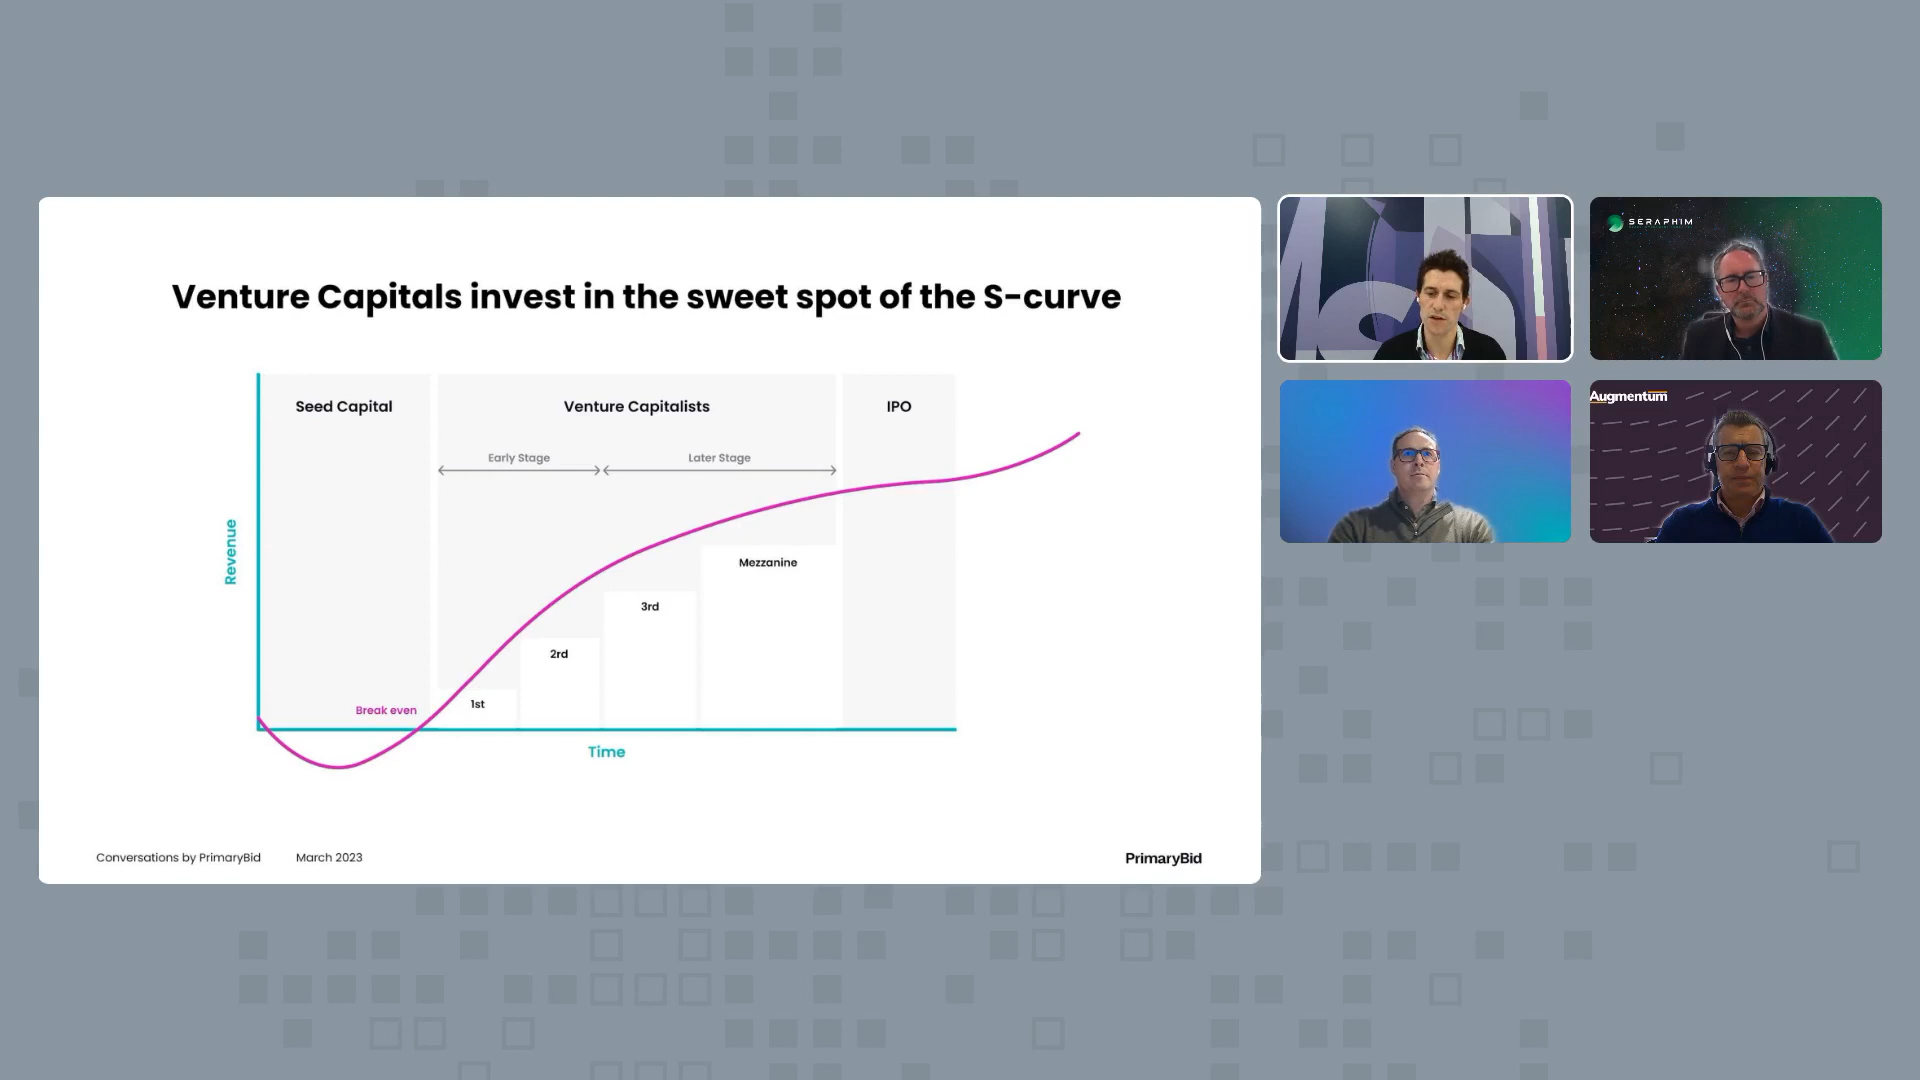 Venture Capitals invest in the sweet spot of the S-curve
Seed Capital
Venture Capitalists
IPO
Early Stage
Later Stage
Revenue
Mezzanine
3rd
2rd
1st
Break even
Time
Conversations by PrimaryBid
March 2023
PrimaryBid
SERAPHIM
Augmentum